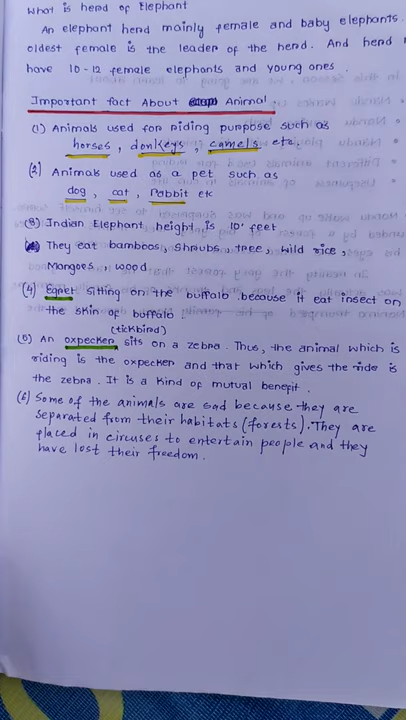 What is herd of Elephant
An elephant herd mainly female and baby elephants.
oldest female is the leader of the herd. And herd
have 10-12 female elephants and young ones.
Important fact About Animal
(1) Animals used for riding purpose such as
horses, donkeys, camels etc.
(2) Animals used as a pet such as
dog, cat, Rabbit etc
(3) Indian Elephant height is 10 feet
They eat bamboos, Shrubs, tree, wild rice,
Mangoes, wood.
(4) Egret sitting on the buffalo because it eat insect on
the skin of buffalo.
(tickbird)
(5) An oxpecker sits on a zebra. Thus, the animal which is
riding is the oxpecker and that which gives the ride is
the zebra. It is a kind of mutual benefit.
(6) Some of the animals are sad because they are
separated from their habitats (forests). They are
placed in circuses to entertain people and they
have lost their freedom.